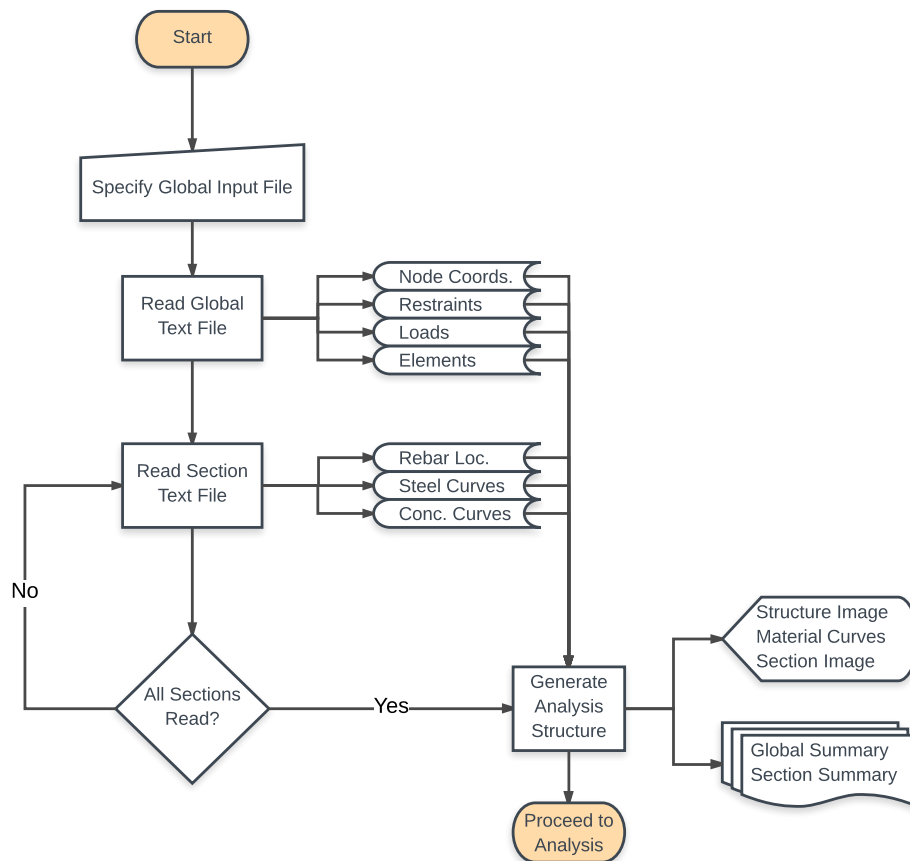 Start
Specify Global Input File
Read Global
Text File
Node Coords.
Restraints
Loads
Elements
Read Section
Text File
Rebar Loc.
Steel Curves
Conc. Curves
No
All Sections
Read?
Yes
Generate
Analysis
Structure
Structure Image
Material Curves
Section Image
Global Summary
Section Summary
Proceed to
Analysis